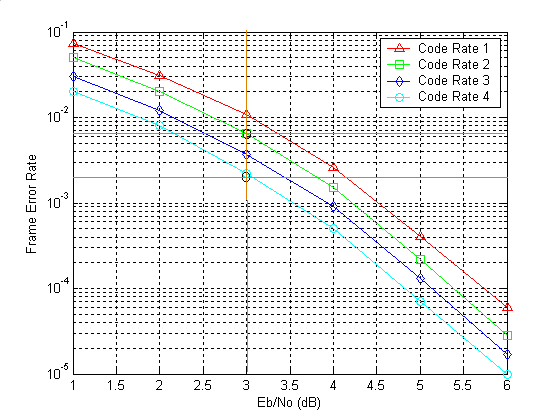 10^-1
10^-2
10^-3
10^-4
10^-5
Frame Error Rate
Code Rate 1
Code Rate 2
Code Rate 3
Code Rate 4
1 1.5 2 2.5 3 3.5 4 4.5 5 5.5 6
Eb/No (dB)